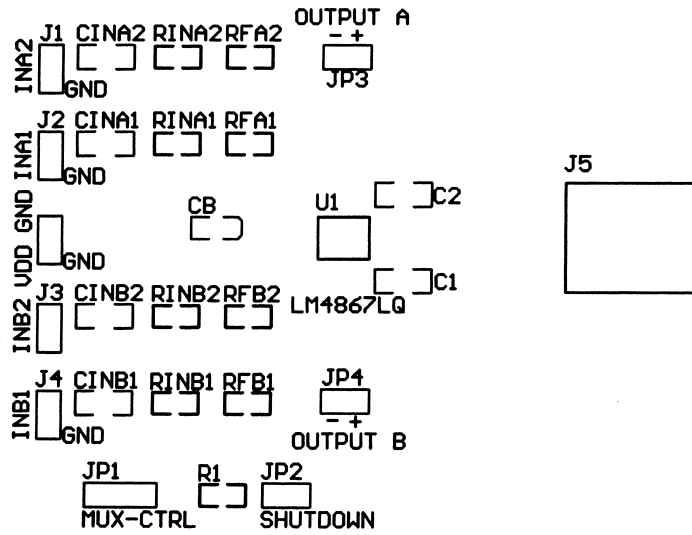 OUTPUT A
J1 CINA2 RINA2 RFA2 - +
INA2
GND
JP3
J2 CINA1 RINA1 RFA1
INA1
GND
J5
VDD GND
CB
U1
C2
GND
C1
J3 CINB2 RINB2 RFB2
LM4867LQ
INB2
J4 CINB1 RINB1 RFB1
JP4
INB1
GND
- +
OUTPUT B
JP1 R1 JP2
MUX-CTRL SHUTDOWN